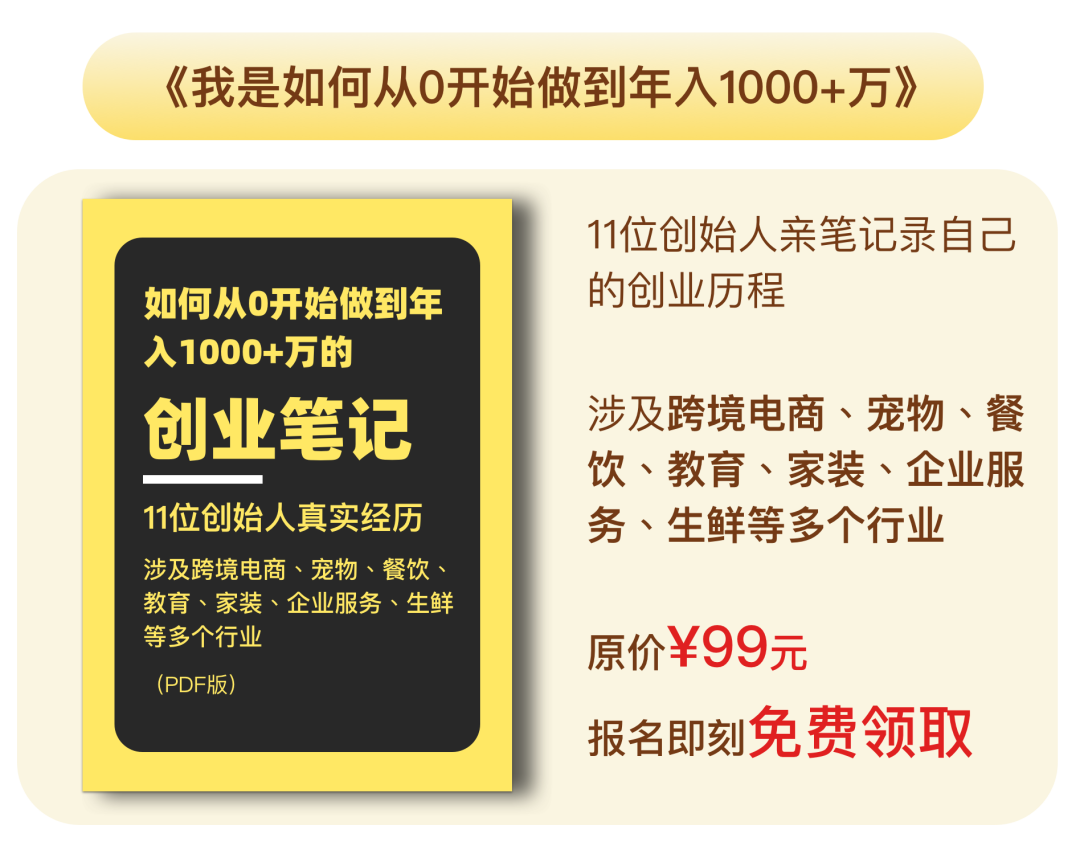 《我是如何从0开始做到年入1000+万》
如何从0开始做到年
入1000+万的
创业笔记
11位创始人真实经历
涉及跨境电商、宠物、餐饮、
教育、家装、企业服务、生鲜
等多个行业
（PDF版）
11位创始人亲笔记录自己
的创业历程
涉及跨境电商、宠物、餐
饮、教育、家装、企业服
务、生鲜等多个行业
原价¥99元
报名即刻免费领取